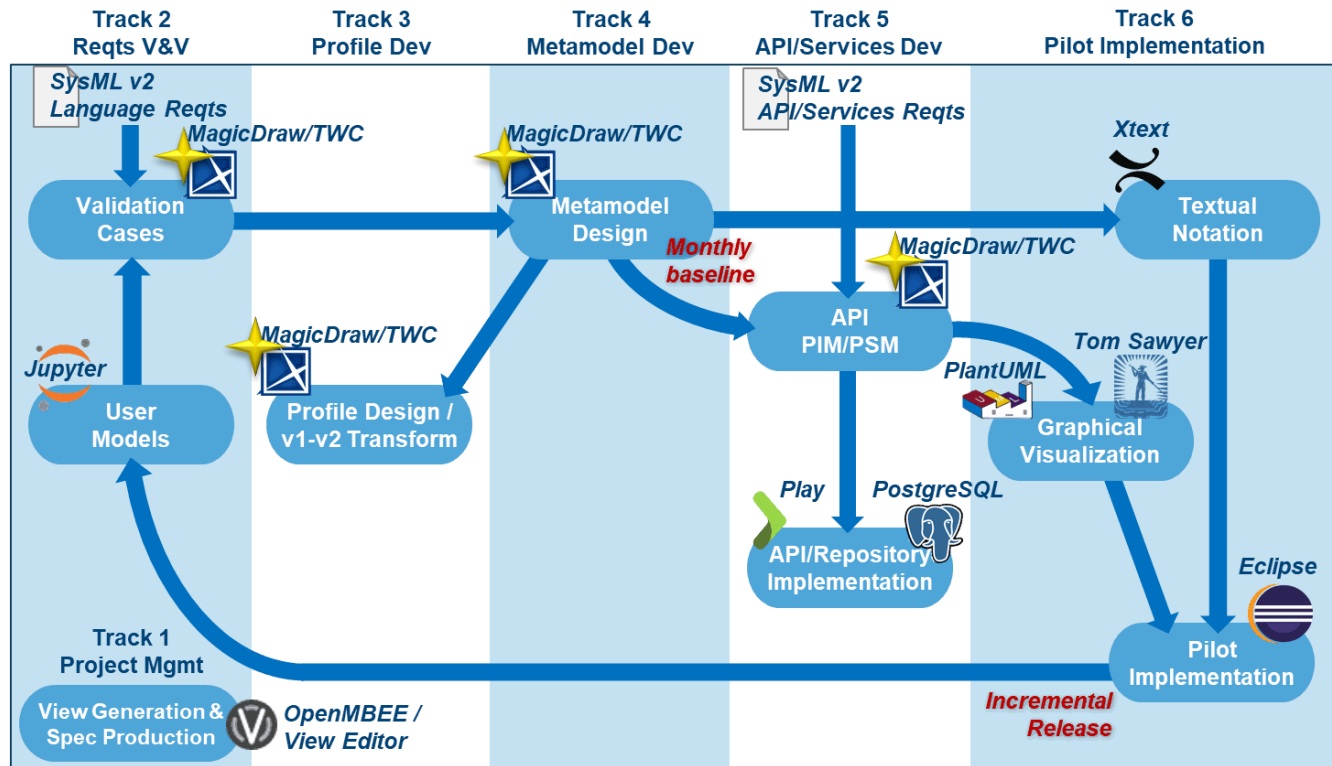 Track 2
Reqts V&V
Track 3
Profile Dev
Track 4
Metamodel Dev
Track 5
API/Services Dev
Track 6
Pilot Implementation
SysML v2
Language Reqts
MagicDraw/TWC
Validation
Cases
MagicDraw/TWC
Metamodel
Design
Monthly
baseline
SysML v2
API/Services Reqts
Xtext
Textual
Notation
MagicDraw/TWC
API
PIM/PSM
MagicDraw/TWC
Profile Design /
v1-v2 Transform
Jupyter
User
Models
PlantUML
Tom Sawyer
Graphical
Visualization
Play
PostgreSQL
API/Repository
Implementation
Eclipse
Pilot
Implementation
Incremental
Release
Track 1
Project Mgmt
View Generation &
Spec Production
V
OpenMBEE /
View Editor